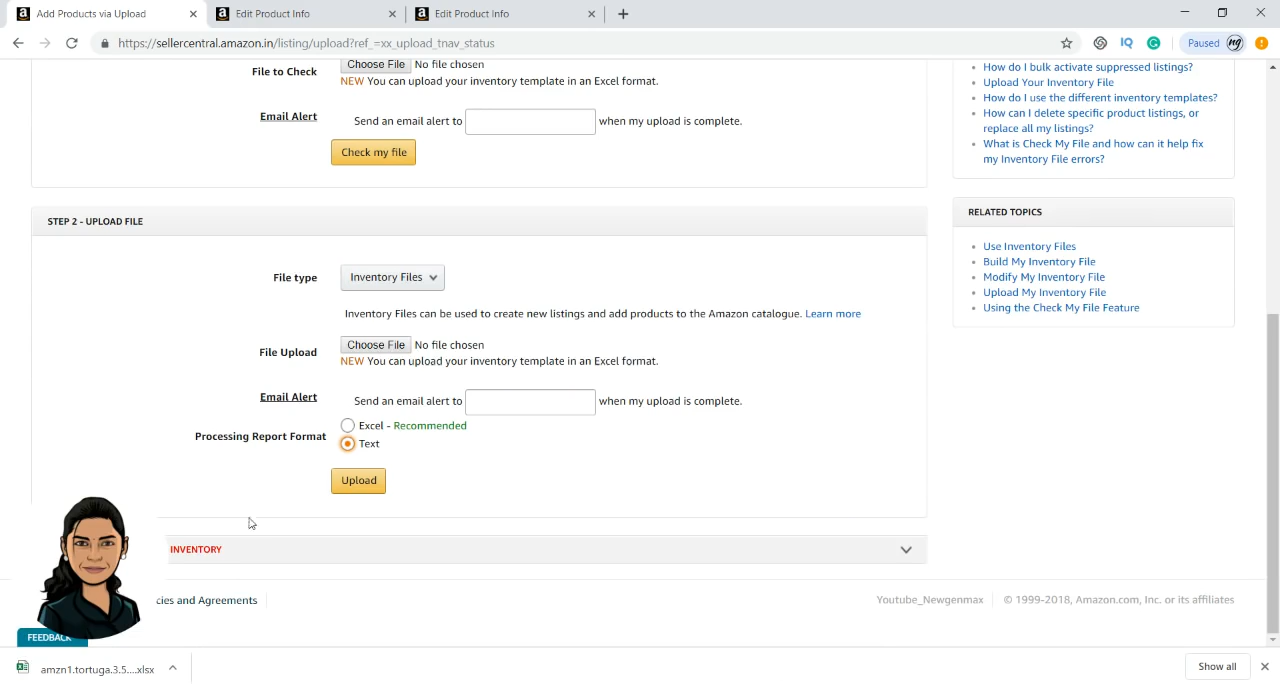 Add Products via Upload
Edit Product Info
Edit Product Info
https://sellercentral.amazon.in/listing/upload?ref_=xx_upload_tnav_status
Paused
File to Check
Choose File No file chosen
NEW You can upload your inventory template in an Excel format.
Email Alert
Send an email alert to
when my upload is complete.
Check my file
How do I bulk activate suppressed listings?
Upload Your Inventory File
How do I use the different inventory templates?
How can I delete specific product listings, or
replace all my listings?
What is Check My File and how can it help fix
my Inventory File errors?
STEP 2 - UPLOAD FILE
File type
Inventory Files
Inventory Files can be used to create new listings and add products to the Amazon catalogue. Learn more
File Upload
Choose File No file chosen
NEW You can upload your inventory template in an Excel format.
Email Alert
Send an email alert to
when my upload is complete.
Processing Report Format
Excel - Recommended
Text
Upload
RELATED TOPICS
Use Inventory Files
Build My Inventory File
Modify My Inventory File
Upload My Inventory File
Using the Check My File Feature
INVENTORY
cies and Agreements
Youtube_Newgenmax
© 1999-2018, Amazon.com, Inc. or its affiliates
FEEDBACK
amzn1.tortuga.3.5....xlsx
Show all